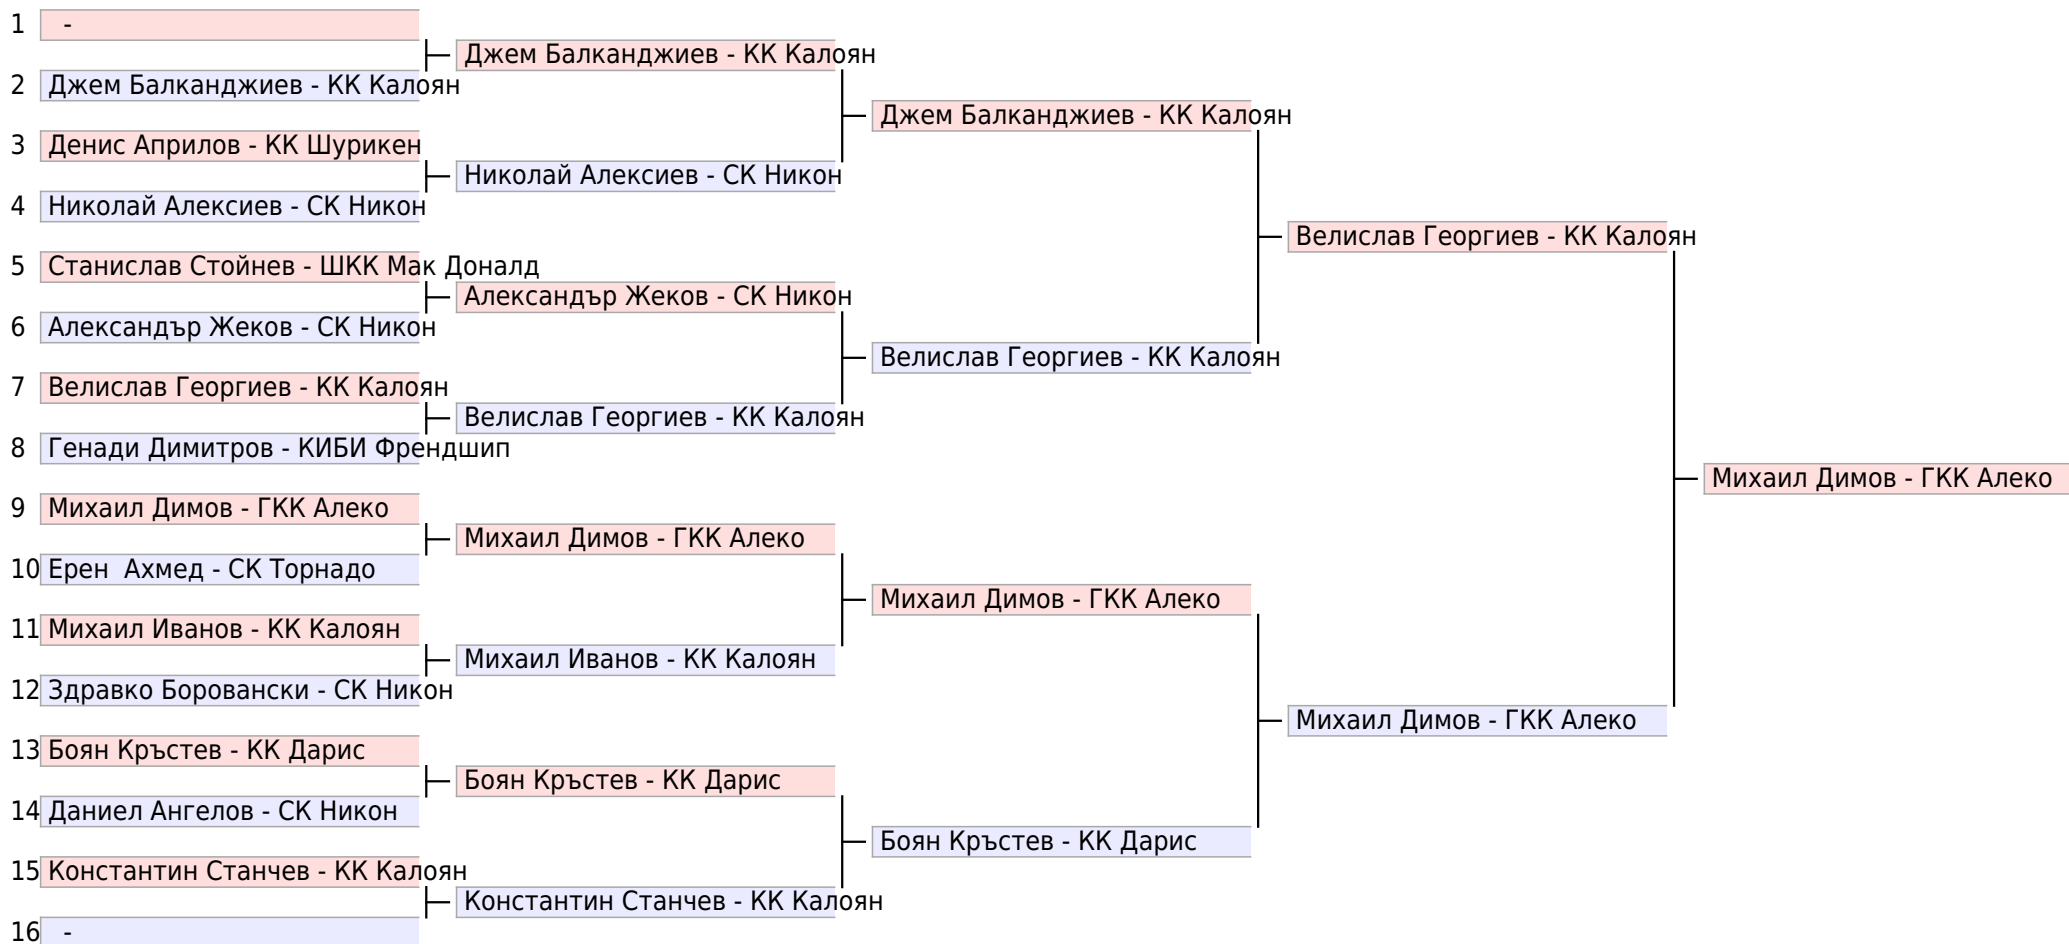 1 -
Джем Балканджиев - КК Калоян
2 Джем Балканджиев - КК Калоян
Джем Балканджиев - КК Калоян
3 Денис Априлов - КК Шурикен
Николай Алексиев - СК Никон
4 Николай Алексиев - СК Никон
Велислав Георгиев - КК Калоян
5 Станислав Стойнев - ШКК Мак Доналд
Александър Жеков - СК Никон
6 Александър Жеков - СК Никон
Велислав Георгиев - КК Калоян
7 Велислав Георгиев - КК Калоян
Велислав Георгиев - КК Калоян
8 Генади Димитров - КИБИ Френдшип
Михаил Димов - ГКК Алеко
9 Михаил Димов - ГКК Алеко
Михаил Димов - ГКК Алеко
10 Ерен  Ахмед - СК Торнадо
Михаил Димов - ГКК Алеко
11 Михаил Иванов - КК Калоян
Михаил Иванов - КК Калоян
12 Здравко Боровански - СК Никон
Михаил Димов - ГКК Алеко
13 Боян Кръстев - КК Дарис
Боян Кръстев - КК Дарис
14 Даниел Ангелов - СК Никон
Боян Кръстев - КК Дарис
15 Константин Станчев - КК Калоян
Константин Станчев - КК Калоян
16 -